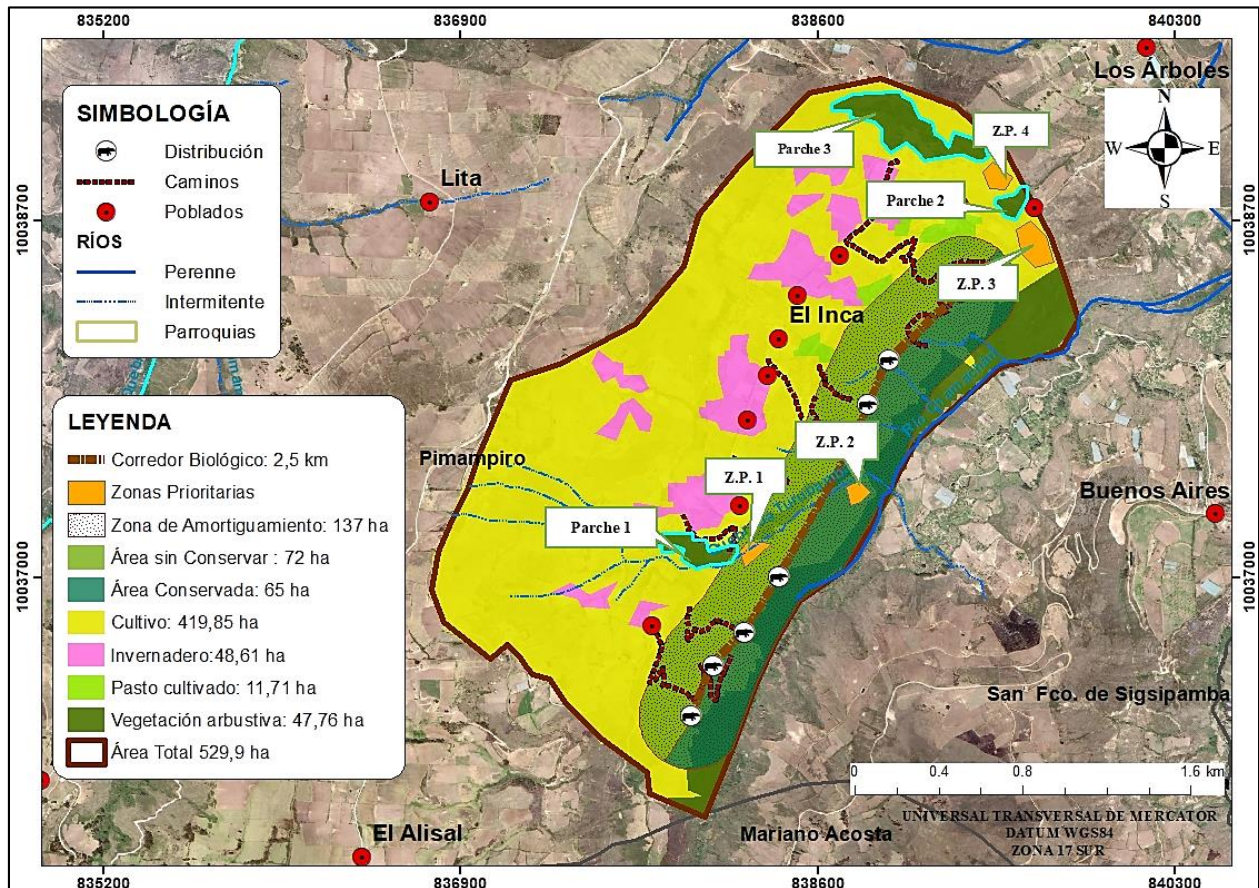 835200
836900
838600
840300
SIMBOLOGÍA
Distribución
Caminos
Poblados
RÍOS
Perenne
Intermitente
Parroquias
LEYENDA
Corredor Biológico: 2,5 km
Zonas Prioritarias
Zona de Amortiguamiento: 137 ha
Área sin Conservar : 72 ha
Área Conservada: 65 ha
Cultivo: 419,85 ha
Invernadero:48,61 ha
Pasto cultivado: 11,71 ha
Vegetación arbustiva: 47,76 ha
Área Total 529,9 ha
Los Árboles
N
W
E
S
Lita
Parche 3
Z.P. 4
Parche 2
Z.P. 3
El Inca
Z.P. 2
Z.P. 1
Pimampiro
Parche 1
Buenos Aires
San Fco. de Sigsipamba
El Alisal
Mariano Acosta
10038700
10038700
10037000
10037000
0 0.4 0.8 1.6 km
UNIVERSAL TRANSVERSAL DE MERCATOR
DATUM WGS84
ZONA 17 SUR
835200
836900
838600
840300